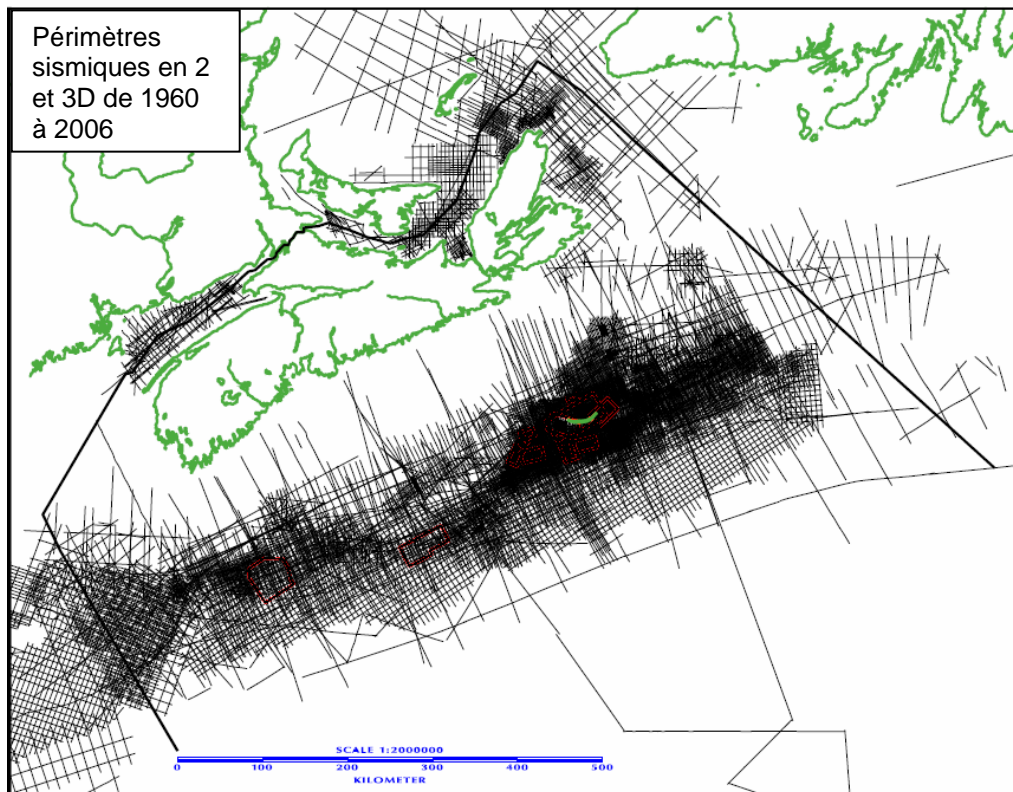 Périmètres
sismiques en 2
et 3D de 1960
à 2006
SCALE 1:2000000
0 100 200 300 400 500
KILOMETER